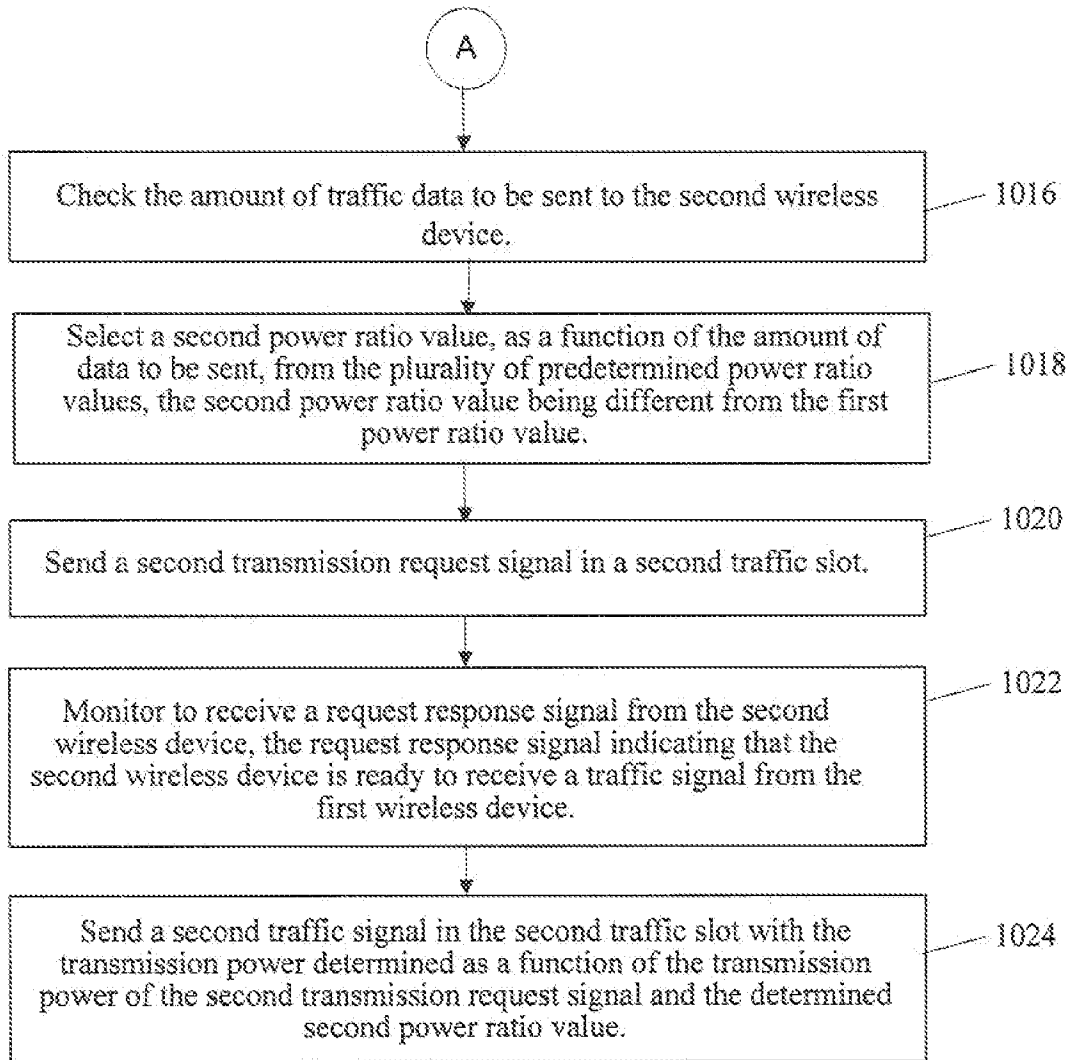 A
Check the amount of traffic data to be sent to the second wireless
device.
1016
Select a second power ratio value, as a function of the amount of
data to be sent, from the plurality of predetermined power ratio
values, the second power ratio value being different from the first
power ratio value.
1018
Send a second transmission request signal in a second traffic slot.
1020
Monitor to receive a request response signal from the second
wireless device, the request response signal indicating that the
second wireless device is ready to receive a traffic signal from the
first wireless device.
1022
Send a second traffic signal in the second traffic slot with the
transmission power determined as a function of the transmission
power of the second transmission request signal and the determined
second power ratio value.
1024